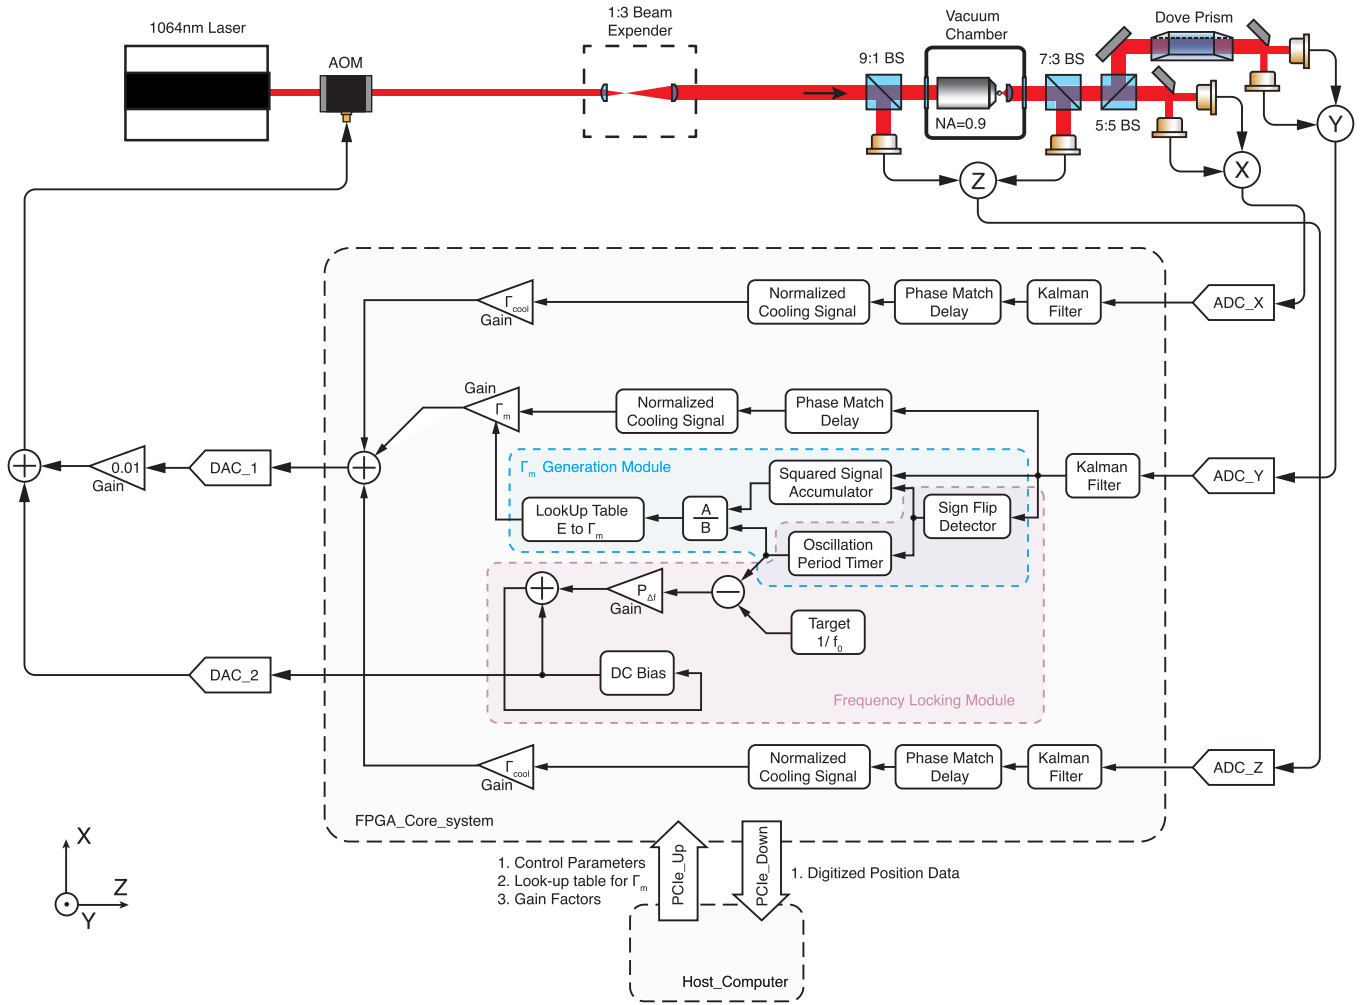 1064nm Laser
AOM
1:3 Beam
Expender
9:1 BS
Vacuum
Chamber
NA=0.9
7:3 BS
5:5 BS
Dove Prism
Z
X
Y
Γcool
Gain
Normalized
Cooling Signal
Phase Match
Delay
Kalman
Filter
ADC_X
Gain
Γm
Normalized
Cooling Signal
Phase Match
Delay
Γm Generation Module
Squared Signal
Accumulator
Kalman
Filter
ADC_Y
LookUp Table
E to Γm
A
B
Sign Flip
Detector
Oscillation
Period Timer
0.01
Gain
DAC_1
PΔf
Gain
Target
1/ f0
DC Bias
DAC_2
Frequency Locking Module
Γcool
Gain
Normalized
Cooling Signal
Phase Match
Delay
Kalman
Filter
ADC_Z
FPGA_Core_system
X
Z
Y
1. Control Parameters
2. Look-up table for Γm
3. Gain Factors
PCIe_Up
PCIe_Down
1. Digitized Position Data
Host_Computer